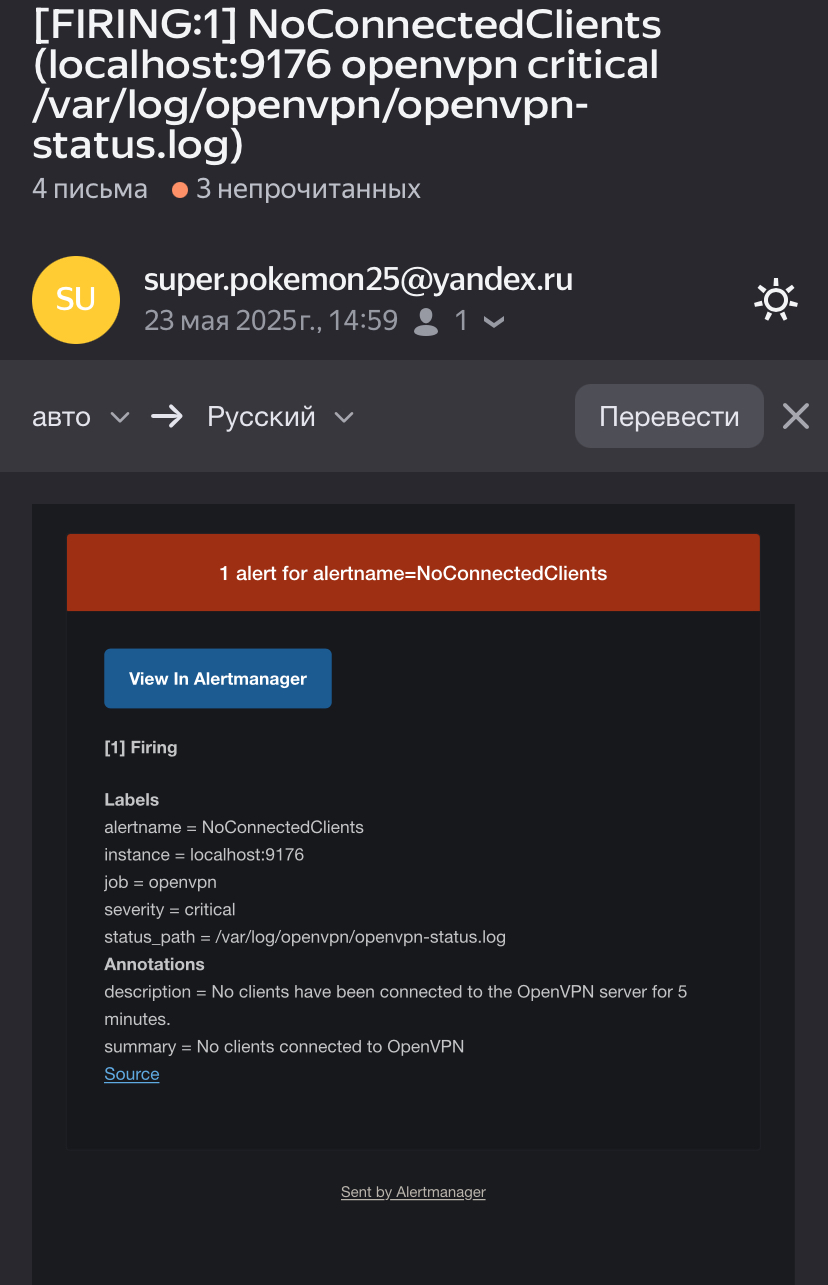 [FIRING:1] NoConnectedClients
(localhost:9176 openvpn critical
/var/log/openvpn/openvpn-
status.log)
4 письма 3 непрочитанных
SU
super.pokemon25@yandex.ru
23 мая 2025 г., 14:59 1
авто → Русский Перевести
1 alert for alertname=NoConnectedClients
View In Alertmanager
[1] Firing
Labels
alertname = NoConnectedClients
instance = localhost:9176
job = openvpn
severity = critical
status_path = /var/log/openvpn/openvpn-status.log
Annotations
description = No clients have been connected to the OpenVPN server for 5
minutes.
summary = No clients connected to OpenVPN
Source
Sent by Alertmanager